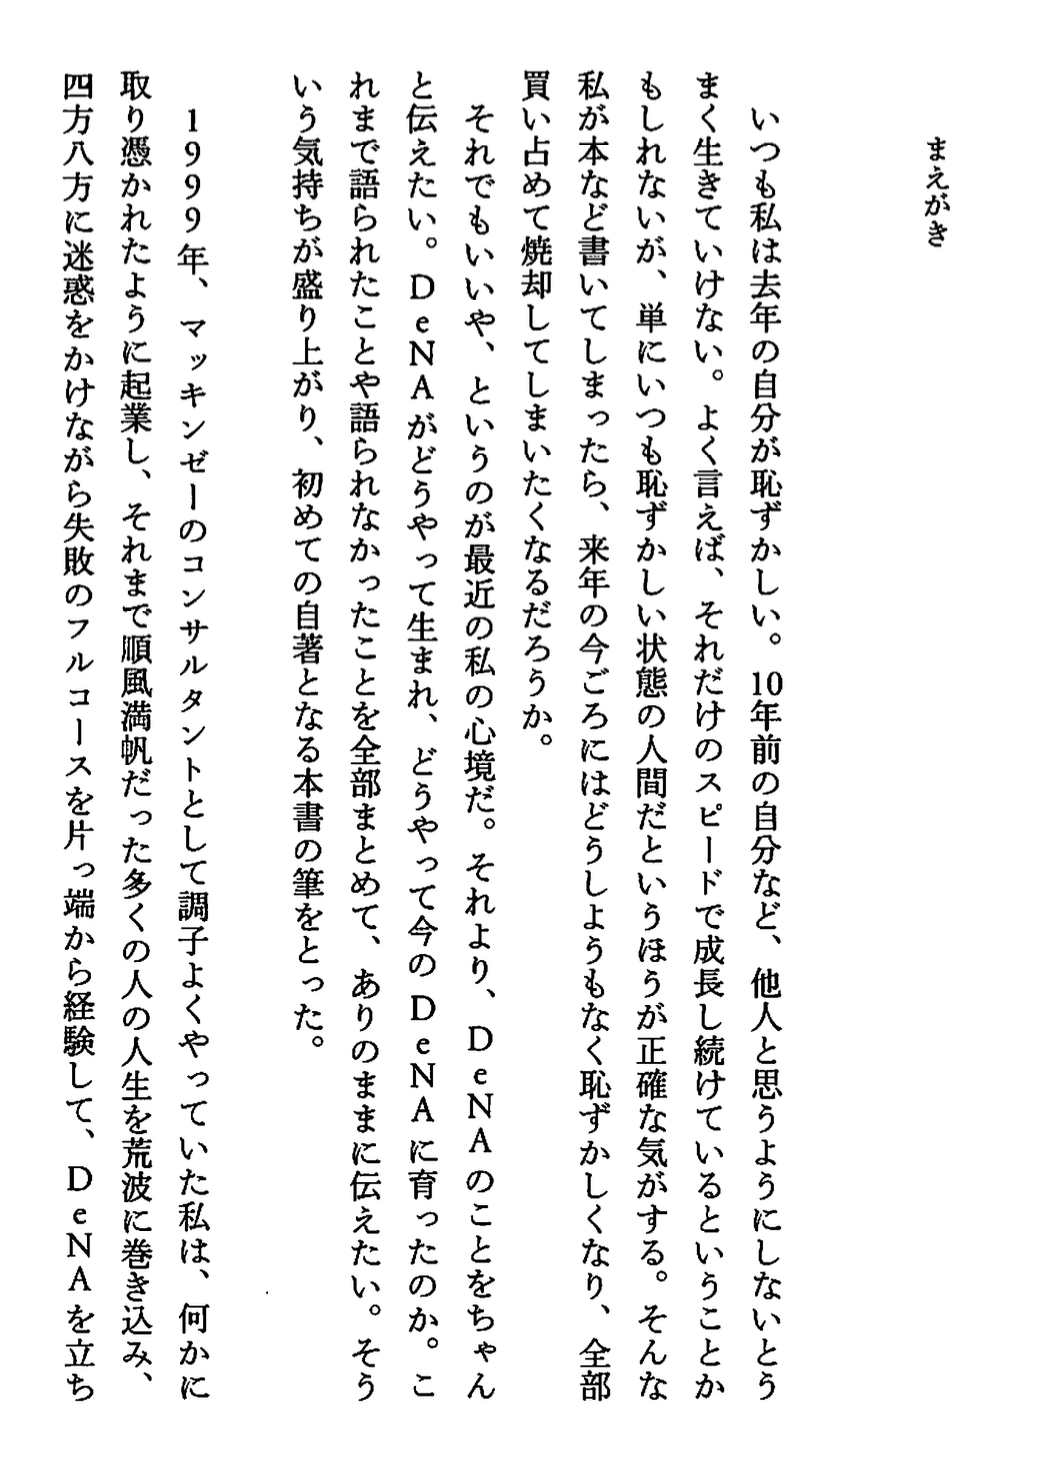 まえがき
いつも私は去年の自分が恥ずかしい。10年前の自分など、他人と思うようにしないとう
まく生きていけない。よく言えば、それだけのスピードで成長し続けているということか
もしれないが、単にいつも恥ずかしい状態の人間だというほうが正確な気がする。そんな
私が本など書いてしまったら、来年の今ごろにはどうしようもなく恥ずかしくなり、全部
買い占めて焼却してしまいたくなるだろうか。
それでもいいや、というのが最近の私の心境だ。それより、DeNAのことをちゃん
と伝えたい。DeNAがどうやって生まれ、どうやって今のDeNAに育ったのか。こ
れまで語られたことや語られなかったことを全部まとめて、ありのままに伝えたい。そう
いう気持ちが盛り上がり、初めての自著となる本書の筆をとった。
1999年、マッキンゼーのコンサルタントとして調子よくやっていた私は、何かに
取り憑かれたように起業し、それまで順風満帆だった多くの人の人生を荒波に巻き込み、
四方八方に迷惑をかけながら失敗のフルコースを片っ端から経験して、DeNAを立ち